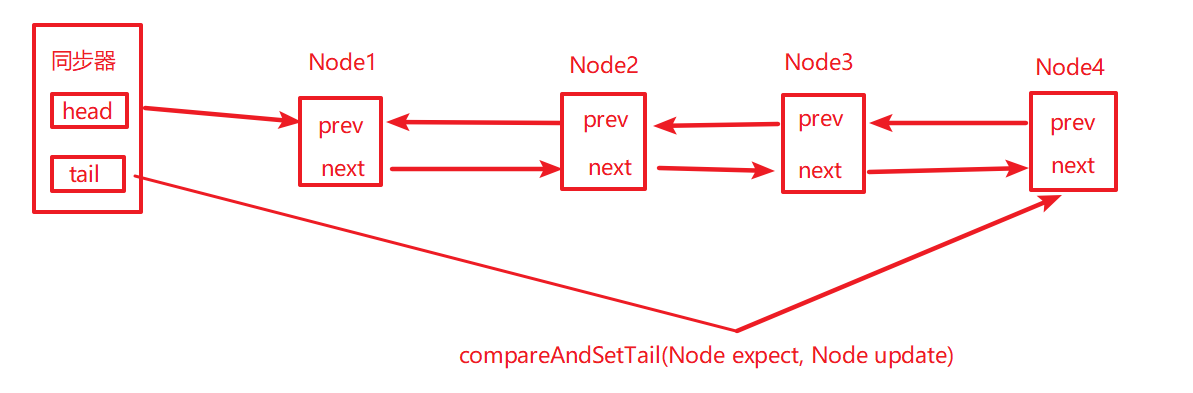 同步器
head
tail
Node1
prev
next
Node2
prev
next
Node3
prev
next
Node4
prev
next
compareAndSetTail(Node expect, Node update)